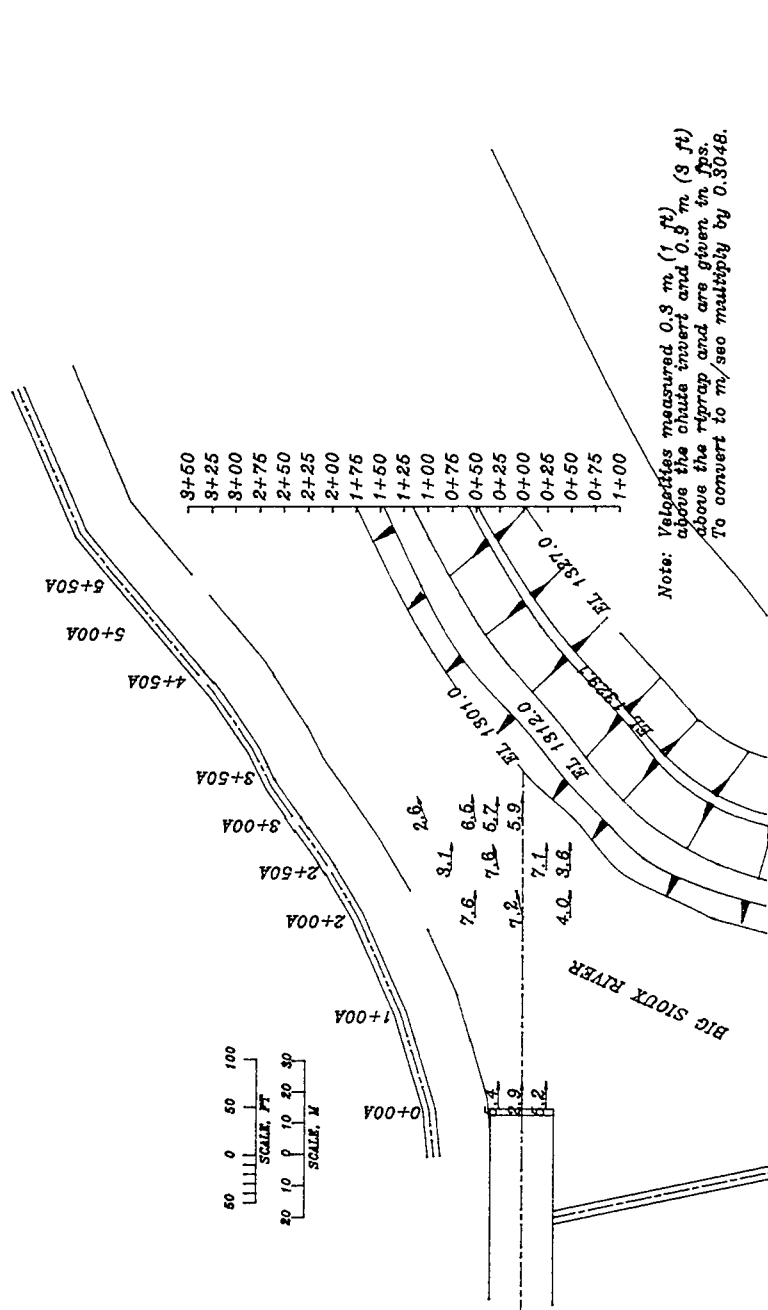 3+50
3+00
3+00
2+75
2+50
2+25
2+00
1+75
1+50
1+25
1+00
0+75
0+50
0+25
0+00
0+25
0+50
0+75
1+00
Note: Velocities measured 0.3 m (1 ft)
above the chute invert and 0.9 m (3 ft)
above the riprap and are given in fps.
To convert to m/sec multiply by 0.3048.
5+50A
5+00A
4+50A
3+50A
3+00A
2+50A
2+00A
1+00A
0+00A
EL 1327.0
EL 1329.1
EL 1312.0
EL 1301.0
2.6
6.5
5.7
5.9
3.1
7.6
7.1
3.6
7.6
7.2
4.0
BIG SIOUX RIVER
50 0 50 100
SCALE, FT
20 10 0 10 20 30
SCALE, M